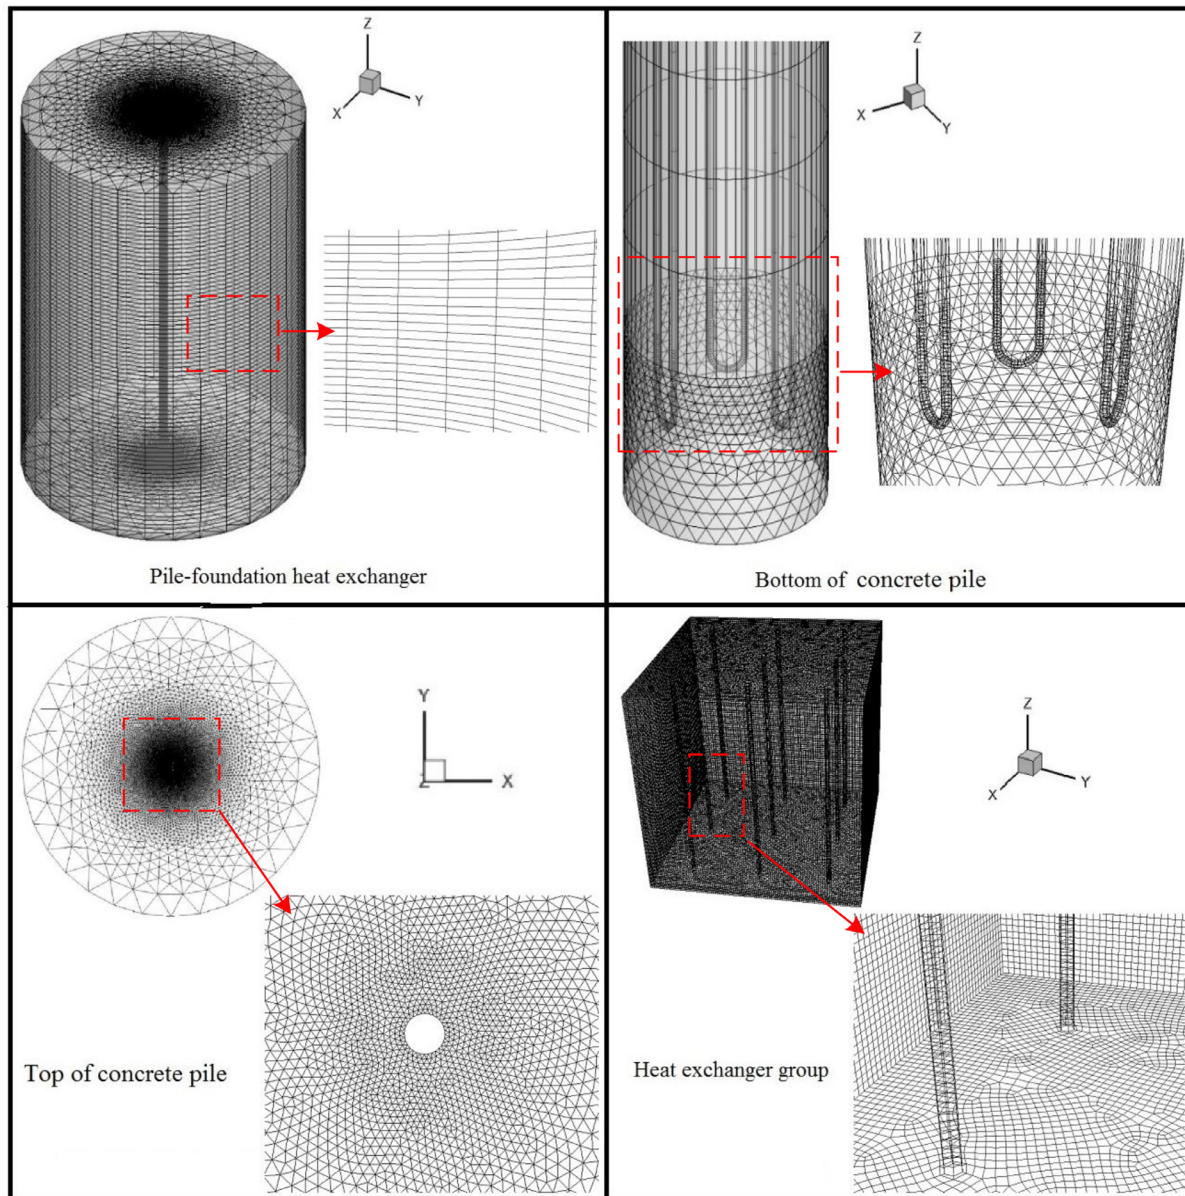 Z
X
Y
Pile-foundation heat exchanger
Z
X
Y
Bottom of concrete pile
Y
Z
X
Top of concrete pile
Z
X
Y
Heat exchanger group